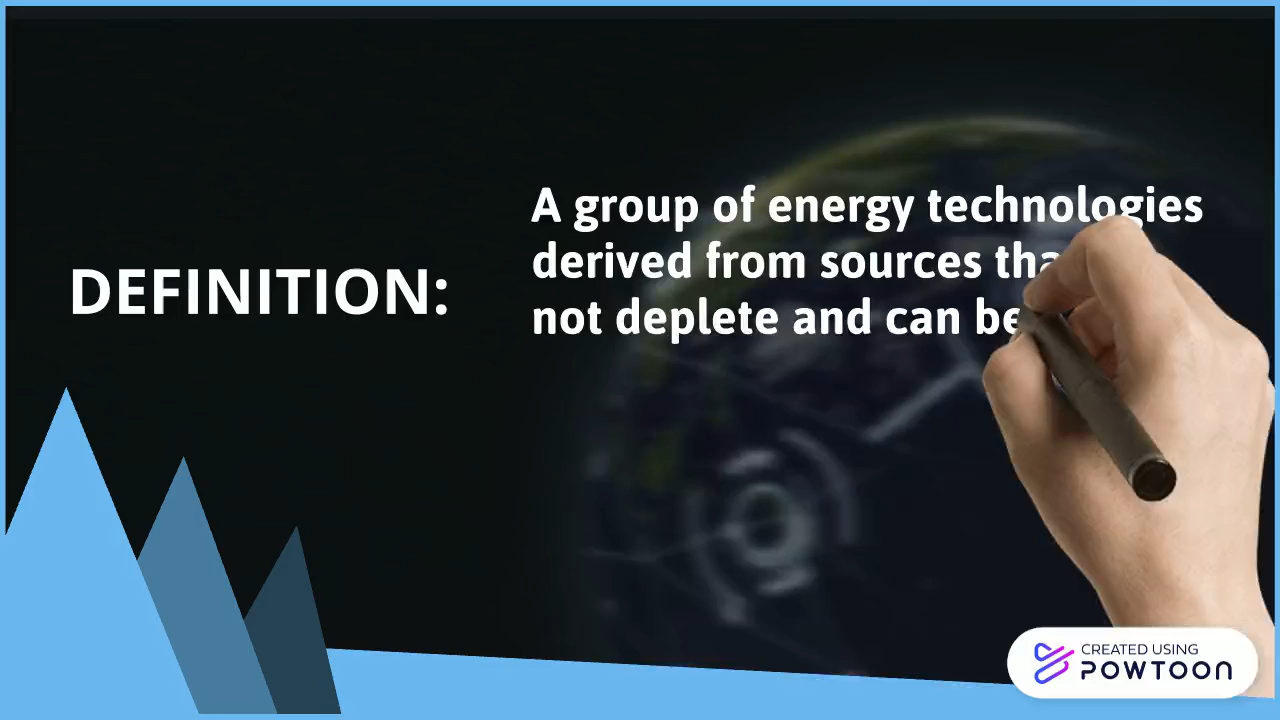 DEFINITION:
A group of energy technologies
derived from sources
not deplete and can be
CREATED USING
POWTOON